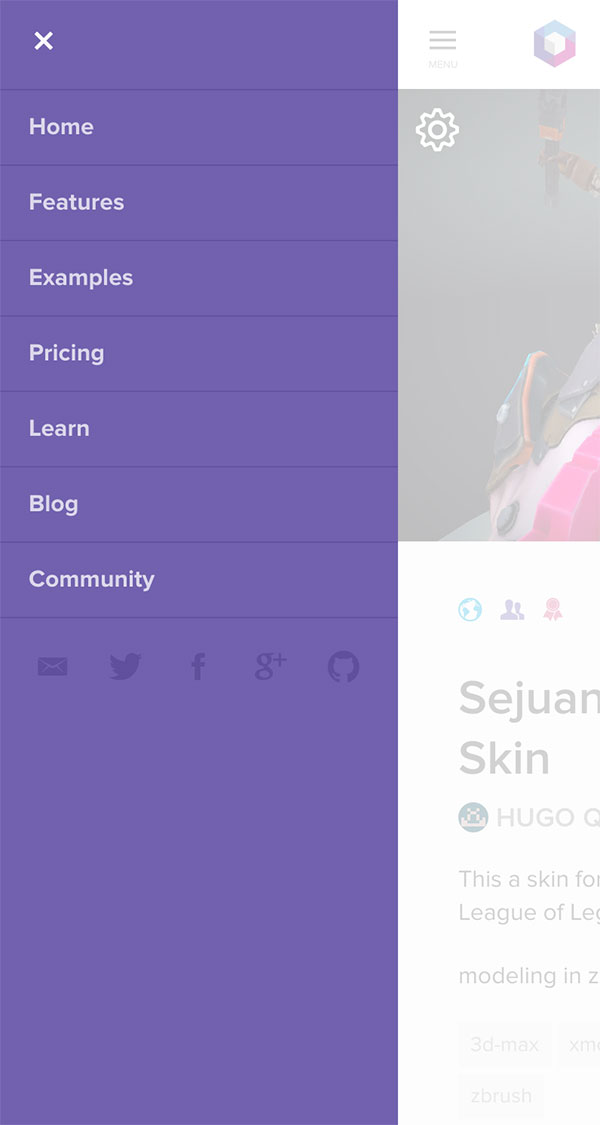 MENU
Home
Features
Examples
Pricing
Learn
Blog
Community
Sejuan
Skin
HUGO Q
This a skin for
League of Leg
modeling in z
3d-max
xm
zbrush